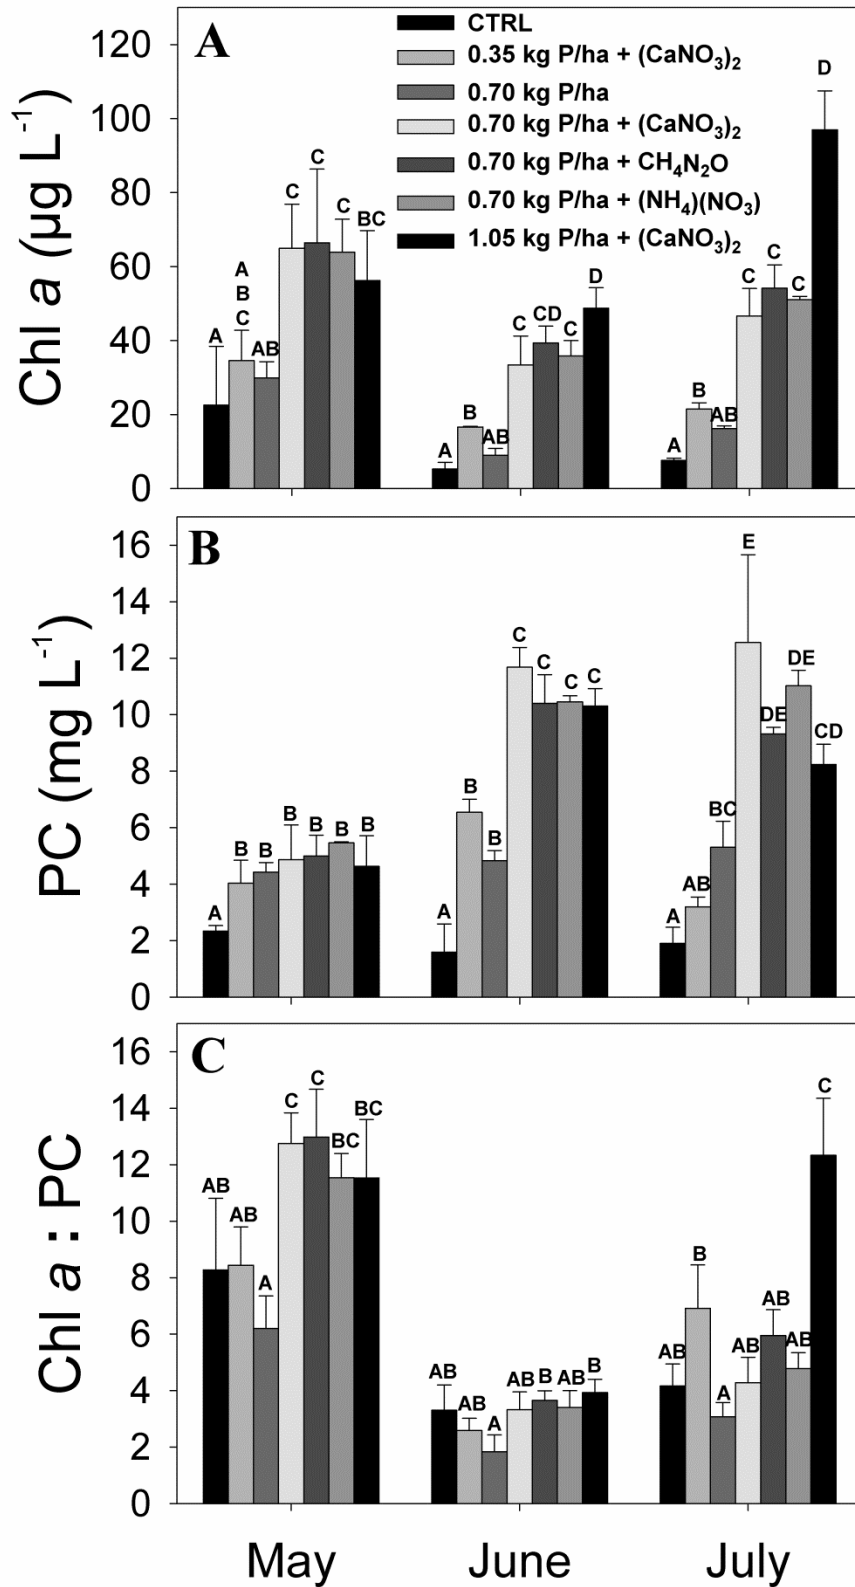 A
CTRL
0.35 kg P/ha + (CaNO₃)₂
0.70 kg P/ha
0.70 kg P/ha + (CaNO₃)₂
0.70 kg P/ha + CH₄N₂O
0.70 kg P/ha + (NH₄)(NO₃)
1.05 kg P/ha + (CaNO₃)₂
Chl a (µg L⁻¹)
120
100
80
60
40
20
0
A
A
B
C
AB
C
C
C
BC
A
B
AB
C
CD
C
D
A
B
AB
C
C
C
D
B
PC (mg L⁻¹)
16
14
12
10
8
6
4
2
0
A
B
B
B
B
B
B
A
B
B
C
C
C
C
A
AB
BC
E
DE
DE
CD
C
Chl a : PC
16
14
12
10
8
6
4
2
0
AB
AB
A
C
C
BC
BC
AB
AB
A
AB
B
AB
B
AB
B
A
AB
AB
AB
C
May June July